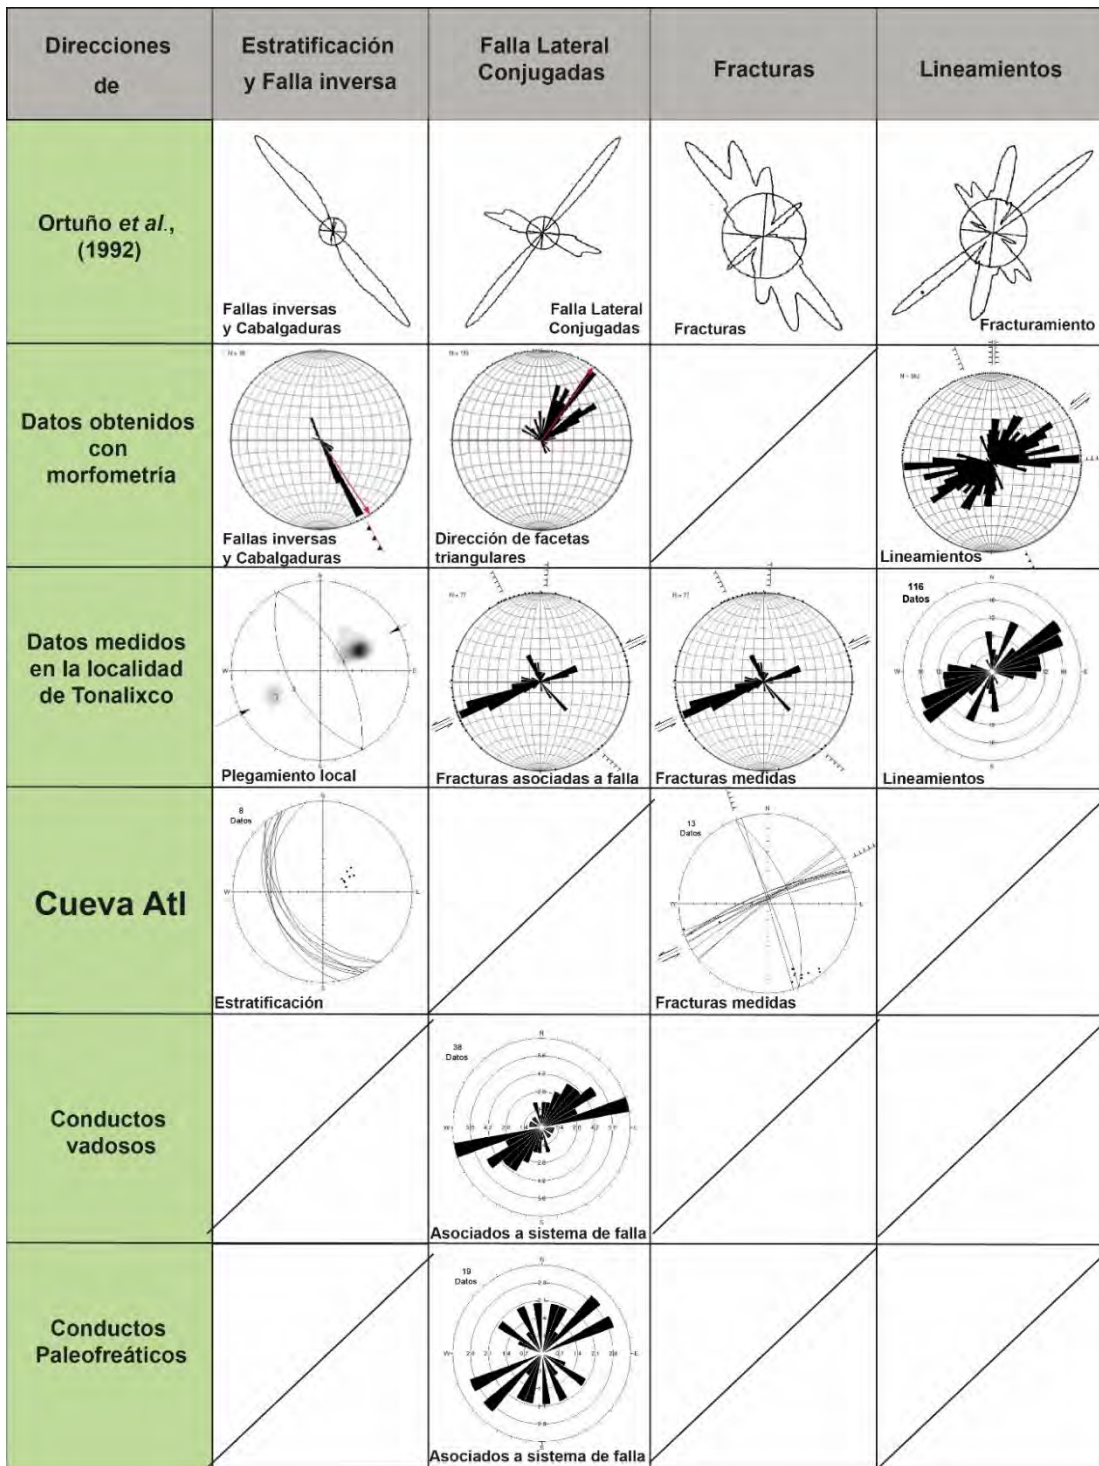 Direcciones
de
Estratificación
y Falla inversa
Falla Lateral
Conjugadas
Fracturas
Lineamientos
Ortuño et al.,
(1992)
Fallas inversas
y Cabalgaduras
Falla Lateral
Conjugadas
Fracturas
Fracturamiento
Datos obtenidos
con
morfometría
Fallas inversas
y Cabalgaduras
Dirección de facetas
triangulares
Lineamientos
Datos medidos
en la localidad
de Tonalixco
Plegamiento local
N = 77
Fracturas asociadas a falla
N = 77
Fracturas medidas
116
Datos
Lineamientos
Cueva Atl
8
Datos
Estratificación
13
Datos
Fracturas medidas
Conductos
vadosos
38
Datos
Asociados a sistema de falla
Conductos
Paleofreáticos
19
Datos
Asociados a sistema de falla